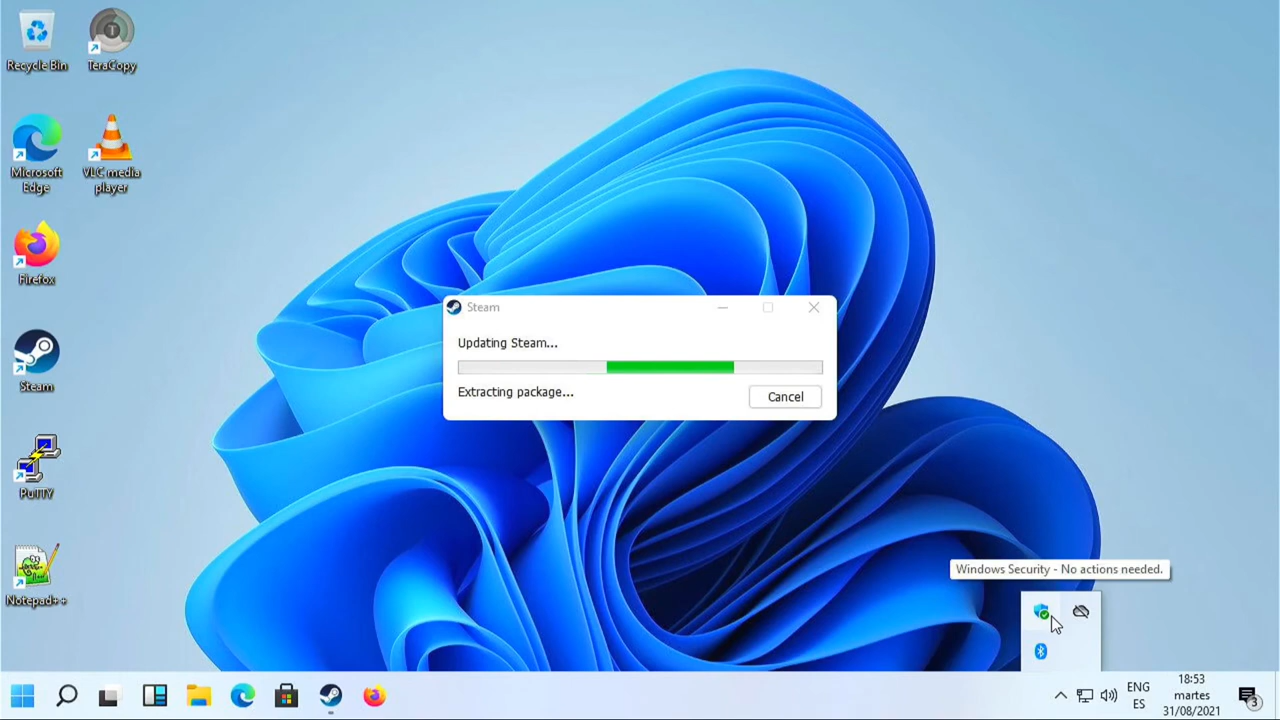 Recycle Bin
TeraCopy
Microsoft
Edge
VLC media
player
Firefox
Steam
PuTTY
Notepad++
Steam
Updating Steam...
Extracting package...
Cancel
Windows Security - No actions needed.
ENG
ES
18:53
martes
31/08/2021
3